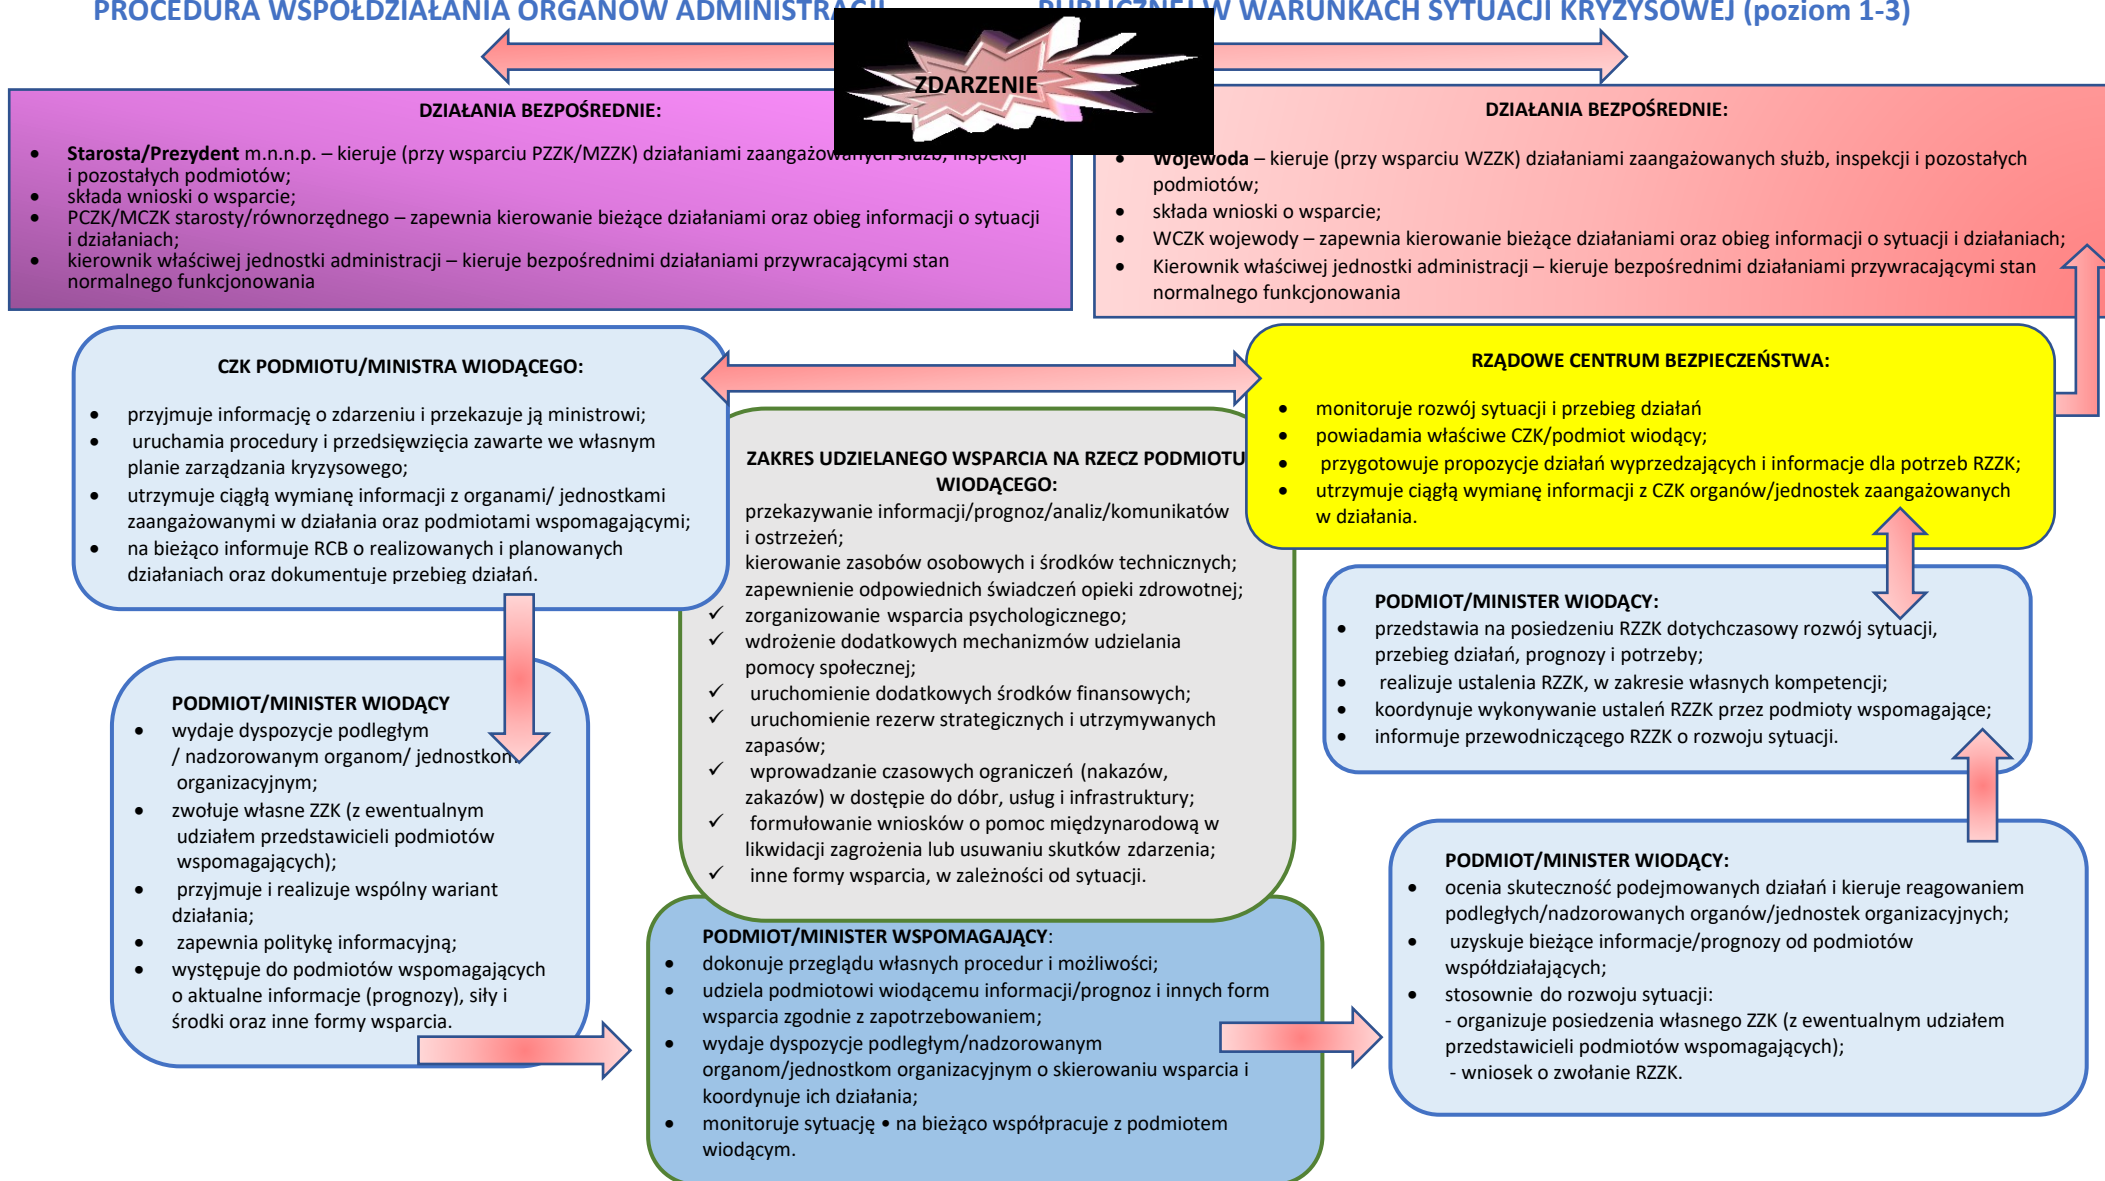 PROCEDURA WSPÓŁDZIAŁANIA ORGANÓW ADMINISTRACJI PUBLICZNEJ W WARUNKACH SYTUACJI KRYZYSOWEJ (poziom 1-3)
ZDARZENIE
DZIAŁANIA BEZPOŚREDNIE:
• Starosta/Prezydent m.n.n.p. – kieruje (przy wsparciu PZZK/MZZK) działaniami zaangażowanych służb, inspekcji
i pozostałych podmiotów;
• składa wnioski o wsparcie;
• PCZK/MCZK starosty/równorzędnego – zapewnia kierowanie bieżące działaniami oraz obieg informacji o sytuacji
i działaniach;
• kierownik właściwej jednostki administracji – kieruje bezpośrednimi działaniami przywracającymi stan
normalnego funkcjonowania
DZIAŁANIA BEZPOŚREDNIE:
• Wojewoda – kieruje (przy wsparciu WZZK) działaniami zaangażowanych służb, inspekcji i pozostałych
podmiotów;
• składa wnioski o wsparcie;
• WCZK wojewody – zapewnia kierowanie bieżące działaniami oraz obieg informacji o sytuacji i działaniach;
• Kierownik właściwej jednostki administracji – kieruje bezpośrednimi działaniami przywracającymi stan
normalnego funkcjonowania
CZK PODMIOTU/MINISTRA WIODĄCEGO:
• przyjmuje informację o zdarzeniu i przekazuje ją ministrowi;
• uruchamia procedury i przedsięwzięcia zawarte we własnym
planie zarządzania kryzysowego;
• utrzymuje ciągłą wymianę informacji z organami/ jednostkami
zaangażowanymi w działania oraz podmiotami wspomagającymi;
• na bieżąco informuje RCB o realizowanych i planowanych
działaniach oraz dokumentuje przebieg działań.
RZĄDOWE CENTRUM BEZPIECZEŃSTWA:
• monitoruje rozwój sytuacji i przebieg działań
• powiadamia właściwe CZK/podmiot wiodący;
• przygotowuje propozycje działań wyprzedzających i informacje dla potrzeb RZZK;
• utrzymuje ciągłą wymianę informacji z CZK organów/jednostek zaangażowanych
w działania.
ZAKRES UDZIELANEGO WSPARCIA NA RZECZ PODMIOTU
WIODĄCEGO:
przekazywanie informacji/prognoz/analiz/komunikatów
i ostrzeżeń;
kierowanie zasobów osobowych i środków technicznych;
zapewnienie odpowiednich świadczeń opieki zdrowotnej;
✓ zorganizowanie wsparcia psychologicznego;
✓ wdrożenie dodatkowych mechanizmów udzielania
pomocy społecznej;
✓ uruchomienie dodatkowych środków finansowych;
✓ uruchomienie rezerw strategicznych i utrzymywanych
zapasów;
✓ wprowadzanie czasowych ograniczeń (nakazów,
zakazów) w dostępie do dóbr, usług i infrastruktury;
✓ formułowanie wniosków o pomoc międzynarodową w
likwidacji zagrożenia lub usuwaniu skutków zdarzenia;
✓ inne formy wsparcia, w zależności od sytuacji.
PODMIOT/MINISTER WIODĄCY
• wydaje dyspozycje podległym
/ nadzorowanym organom/ jednostkom
organizacyjnym;
• zwołuje własne ZZK (z ewentualnym
udziałem przedstawicieli podmiotów
wspomagających);
• przyjmuje i realizuje wspólny wariant
działania;
• zapewnia politykę informacyjną;
• występuje do podmiotów wspomagających
o aktualne informacje (prognozy), siły i
środki oraz inne formy wsparcia.
PODMIOT/MINISTER WSPOMAGAJĄCY:
• dokonuje przeglądu własnych procedur i możliwości;
• udziela podmiotowi wiodącemu informacji/prognoz i innych form
wsparcia zgodnie z zapotrzebowaniem;
• wydaje dyspozycje podległym/nadzorowanym
organom/jednostkom organizacyjnym o skierowaniu wsparcia i
koordynuje ich działania;
• monitoruje sytuację • na bieżąco współpracuje z podmiotem
wiodącym.
PODMIOT/MINISTER WIODĄCY:
• przedstawia na posiedzeniu RZZK dotychczasowy rozwój sytuacji,
przebieg działań, prognozy i potrzeby;
• realizuje ustalenia RZZK, w zakresie własnych kompetencji;
• koordynuje wykonywanie ustaleń RZZK przez podmioty wspomagające;
• informuje przewodniczącego RZZK o rozwoju sytuacji.
PODMIOT/MINISTER WIODĄCY:
• ocenia skuteczność podejmowanych działań i kieruje reagowaniem
podległych/nadzorowanych organów/jednostek organizacyjnych;
• uzyskuje bieżące informacje/prognozy od podmiotów
współdziałających;
• stosownie do rozwoju sytuacji:
- organizuje posiedzenia własnego ZZK (z ewentualnym udziałem
przedstawicieli podmiotów wspomagających);
- wniosek o zwołanie RZZK.